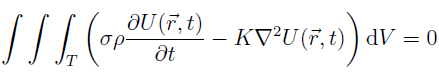 ∫∫∫_T (σρ ∂U(r⃗,t)/∂t − K∇²U(r⃗,t)) dV = 0